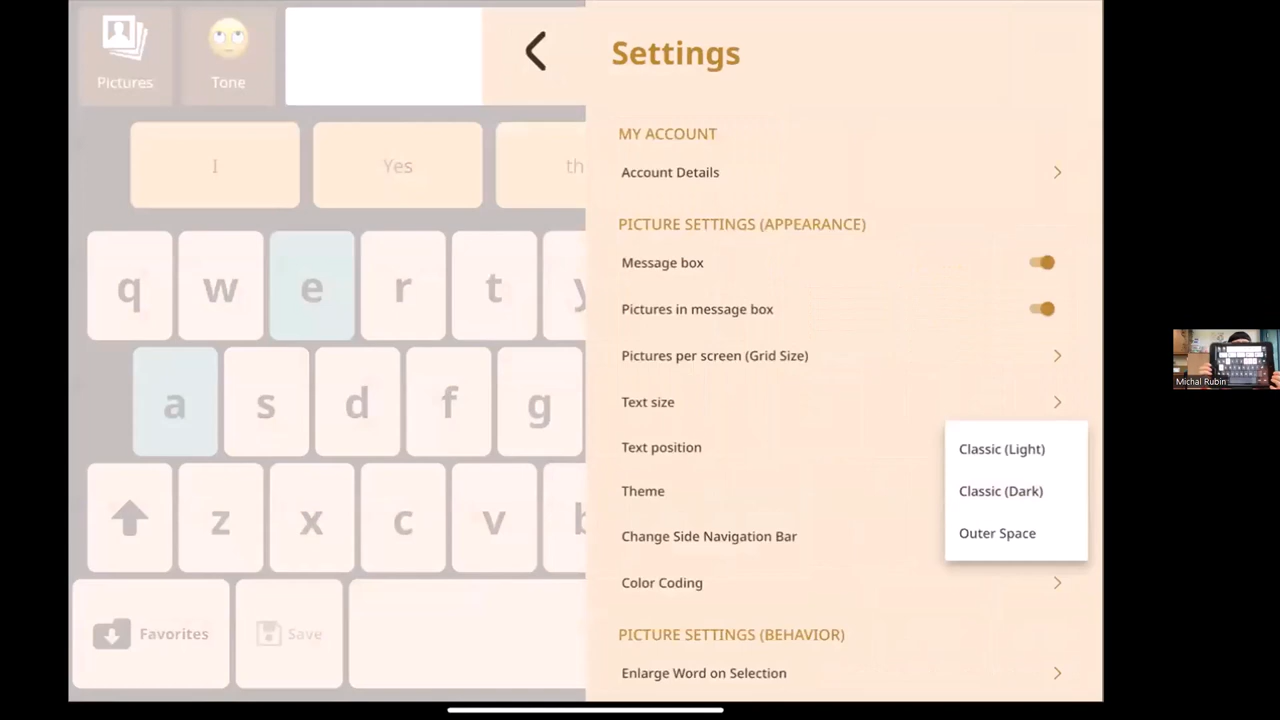 Pictures
Tone
Settings
I
Yes
th
q w e r t y
a s d f g
z x c v b
Favorites
Save
MY ACCOUNT
Account Details
PICTURE SETTINGS (APPEARANCE)
Message box
Pictures in message box
Pictures per screen (Grid Size)
Text size
Text position
Theme
Change Side Navigation Bar
Color Coding
Classic (Light)
Classic (Dark)
Outer Space
PICTURE SETTINGS (BEHAVIOR)
Enlarge Word on Selection
Michal Rubin